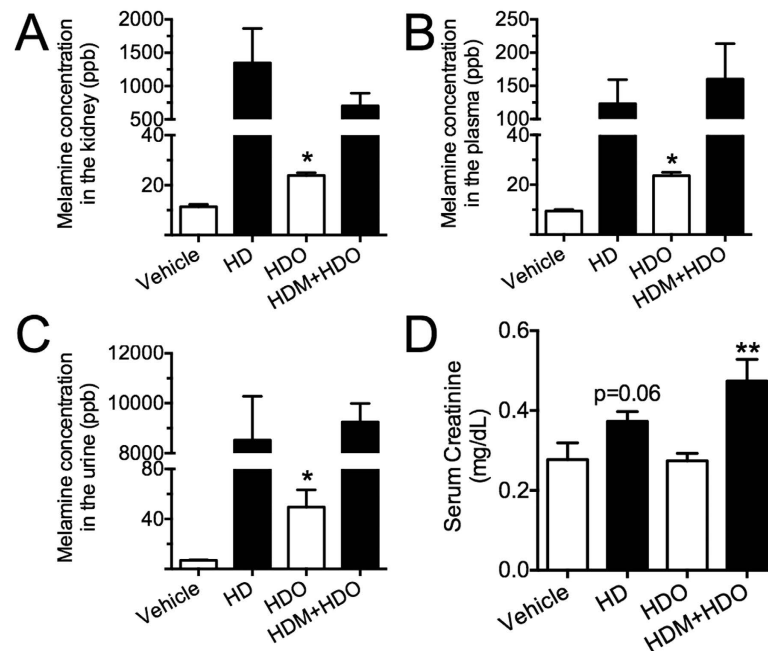 A
Melamine concentration
in the kidney (ppb)
2000
1500
1000
500
40
20
*
Vehicle
HD
HDO
HDM+HDO
B
Melamine concentration
in the plasma (ppb)
250
200
150
100
40
20
*
Vehicle
HD
HDO
HDM+HDO
C
Melamine concentration
in the urine (ppb)
12000
10000
8000
80
40
*
Vehicle
HD
HDO
HDM+HDO
D
Serum Creatinine
(mg/dL)
0.6
0.4
0.2
0.0
p=0.06
**
Vehicle
HD
HDO
HDM+HDO